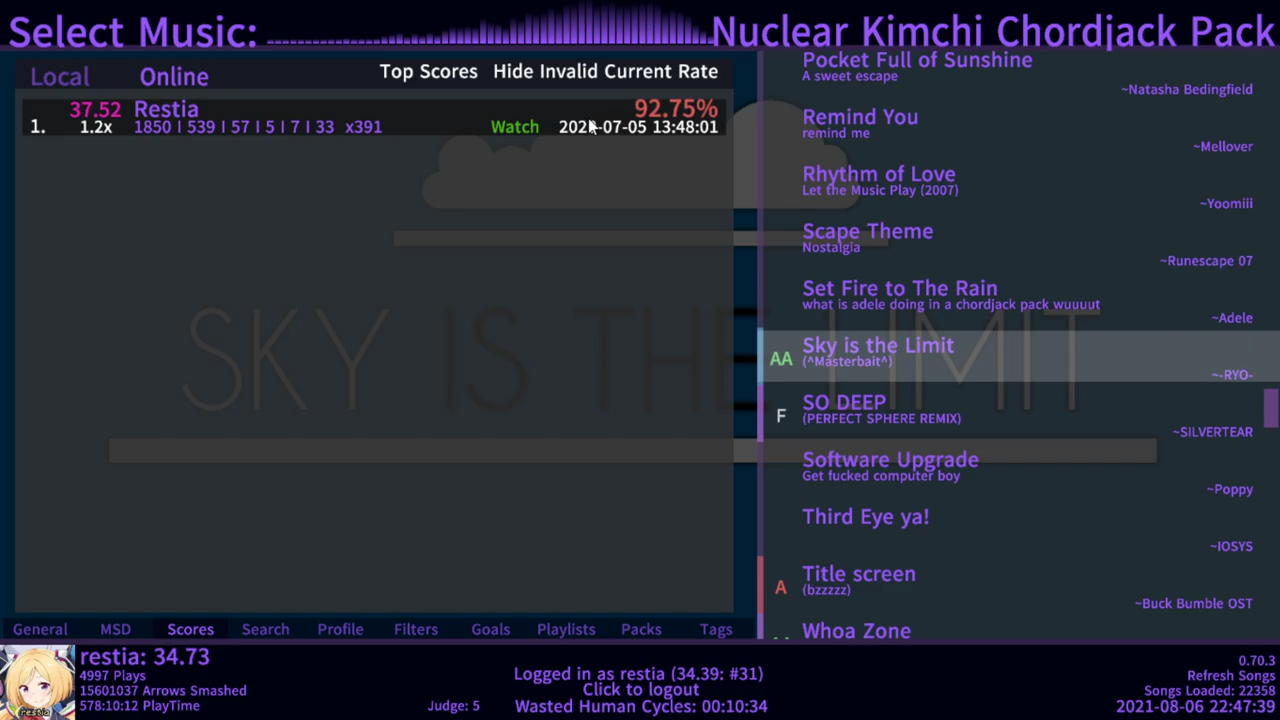 Select Music:
Nuclear Kimchi Chordjack Pack
Local
Online
Top Scores
Hide Invalid
Current Rate
37.52
Restia
92.75%
1.
1.2x
1850 | 539 | 57 | 5 | 7 | 33 x391
Watch
-07-05 13:48:01
SKY IS THE LIMIT
Pocket Full of Sunshine
A sweet escape
~Natasha Bedingfield
Remind You
remind me
~Mellover
Rhythm of Love
Let the Music Play (2007)
~Yoomiii
Scape Theme
Nostalgia
~Runescape 07
Set Fire to The Rain
what is adele doing in a chordjack pack wuuuut
~Adele
AA
Sky is the Limit
(^Masterbait^)
~-RYO-
F
SO DEEP
(PERFECT SPHERE REMIX)
~SILVERTEAR
Software Upgrade
Get fucked computer boy
~Poppy
Third Eye ya!
~IOSYS
A
Title screen
(bzzzzz)
~Buck Bumble OST
Whoa Zone
General
MSD
Scores
Search
Profile
Filters
Goals
Playlists
Packs
Tags
restia
restia: 34.73
4997 Plays
15601037 Arrows Smashed
578:10:12 PlayTime
Judge: 5
Logged in as restia (34.39: #31)
Click to logout
Wasted Human Cycles: 00:10:34
0.70.3
Refresh Songs
Songs Loaded: 22358
2021-08-06 22:47:39